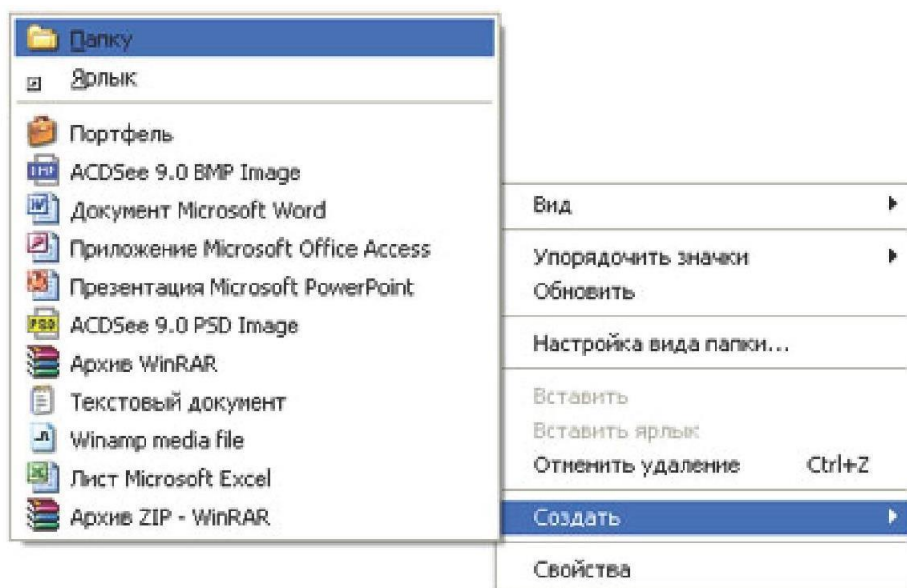 Папку
Ярлык
Портфель
ACDSee 9.0 BMP Image
Документ Microsoft Word
Приложение Microsoft Office Access
Презентация Microsoft PowerPoint
ACDSee 9.0 PSD Image
Архив WinRAR
Текстовый документ
Winamp media file
Лист Microsoft Excel
Архив ZIP - WinRAR
Вид
Упорядочить значки
Обновить
Настройка вида папки...
Вставить
Вставить ярлык
Отменить удаление Ctrl+Z
Создать
Свойства